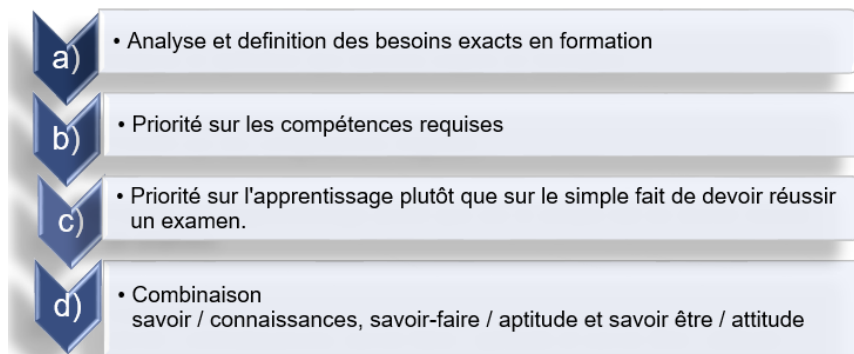 a)
• Analyse et definition des besoins exacts en formation
b)
• Priorité sur les compétences requises
c)
• Priorité sur l'apprentissage plutôt que sur le simple fait de devoir réussir
un examen.
d)
• Combinaison
savoir / connaissances, savoir-faire / aptitude et savoir être / attitude